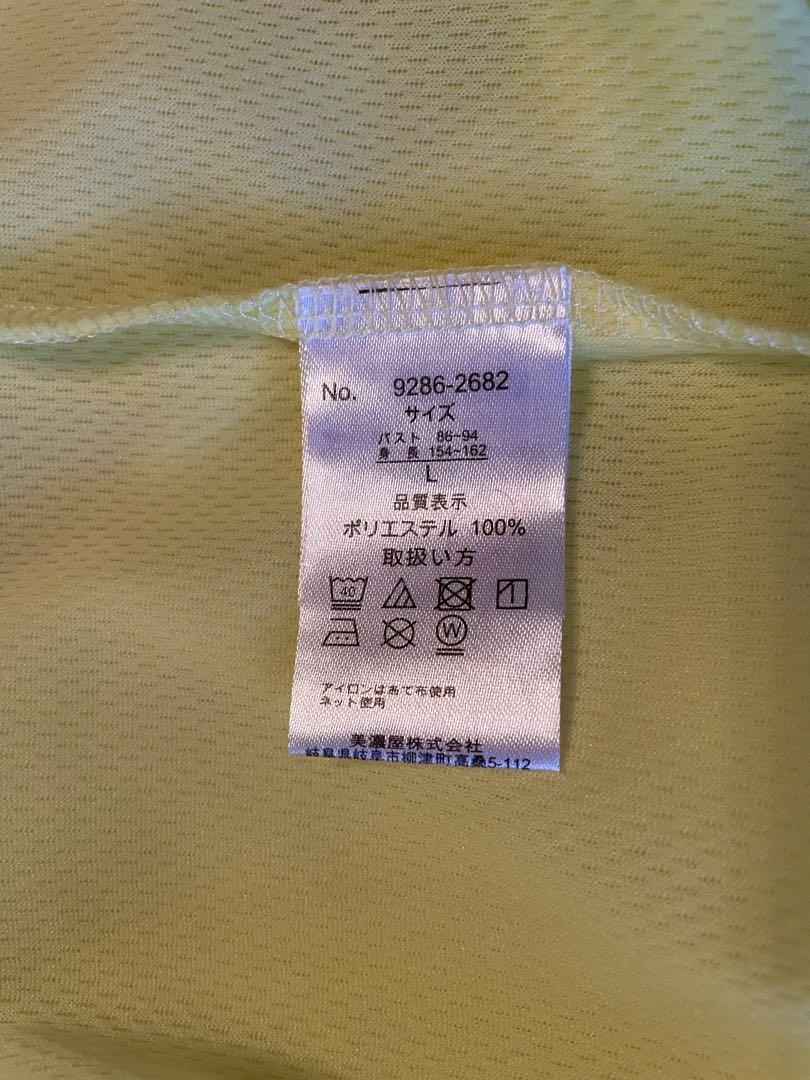 No. 9286-2682
サイズ
バスト 86~94
身長 154~162
L
品質表示
ポリエステル 100%
取扱い方
40
W
アイロンはあて布使用
ネット使用
美濃屋株式会社
岐阜県岐阜市柳津町高桑5-112